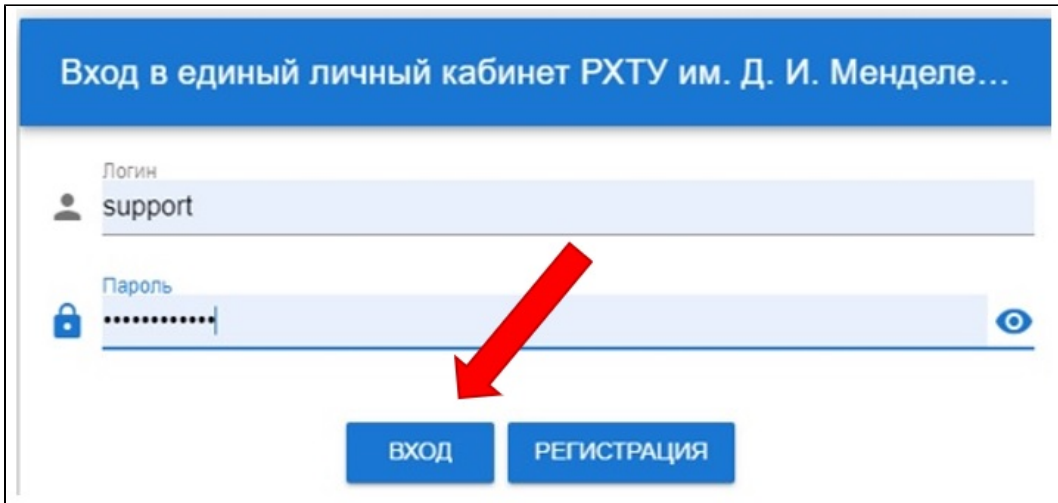 Вход в единый личный кабинет РХТУ им. Д. И. Менделе...
Логин
support
Пароль
••••••••••••
ВХОД
РЕГИСТРАЦИЯ